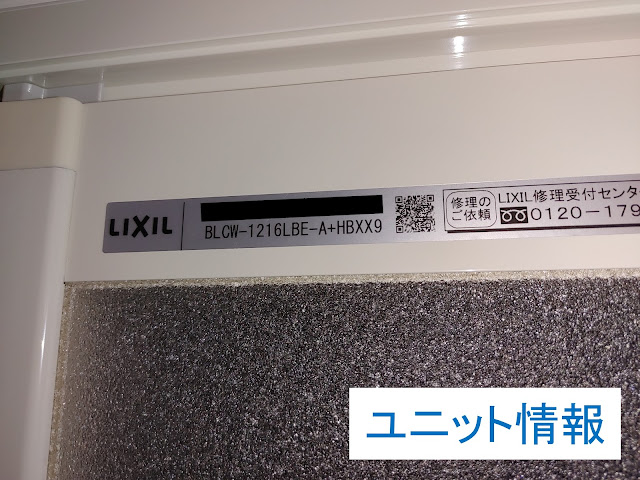 LIXIL
BLCW-1216LBE-A+HBXX9
修理の
ご依頼
LIXIL修理受付センタ
0120-179
ユニット情報